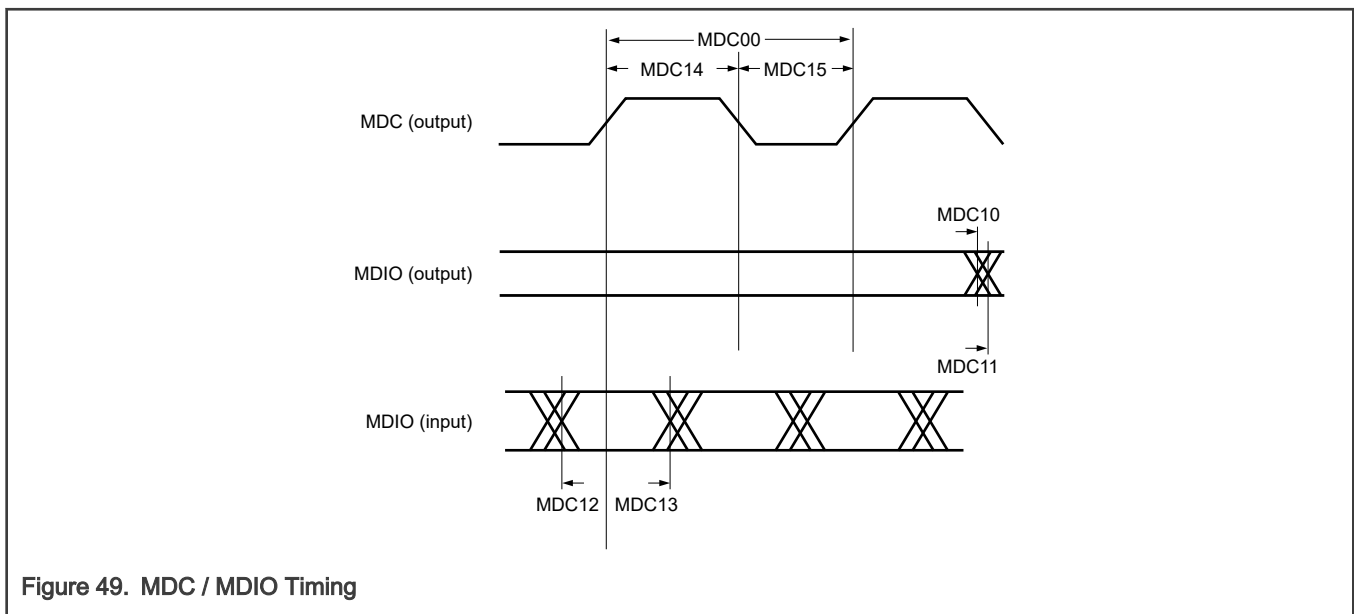 MDC00
MDC14
MDC15
MDC (output)
MDC10
MDIO (output)
MDC11
MDIO (input)
MDC12
MDC13
Figure 49. MDC / MDIO Timing